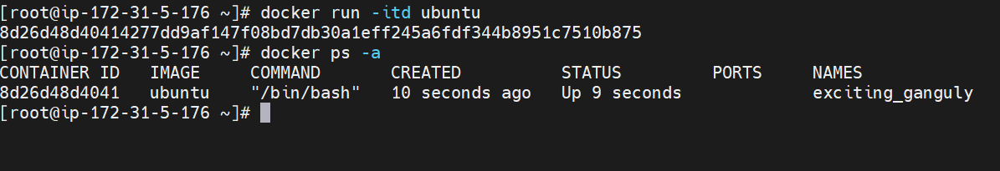 [root@ip-172-31-5-176 ~]# docker run -itd ubuntu
8d26d48d40414277dd9af147f08bd7db30a1eff245a6fdf344b8951c7510b875
[root@ip-172-31-5-176 ~]# docker ps -a
CONTAINER ID   IMAGE     COMMAND       CREATED          STATUS         PORTS     NAMES
8d26d48d4041   ubuntu    "/bin/bash"   10 seconds ago   Up 9 seconds             exciting_ganguly
[root@ip-172-31-5-176 ~]#